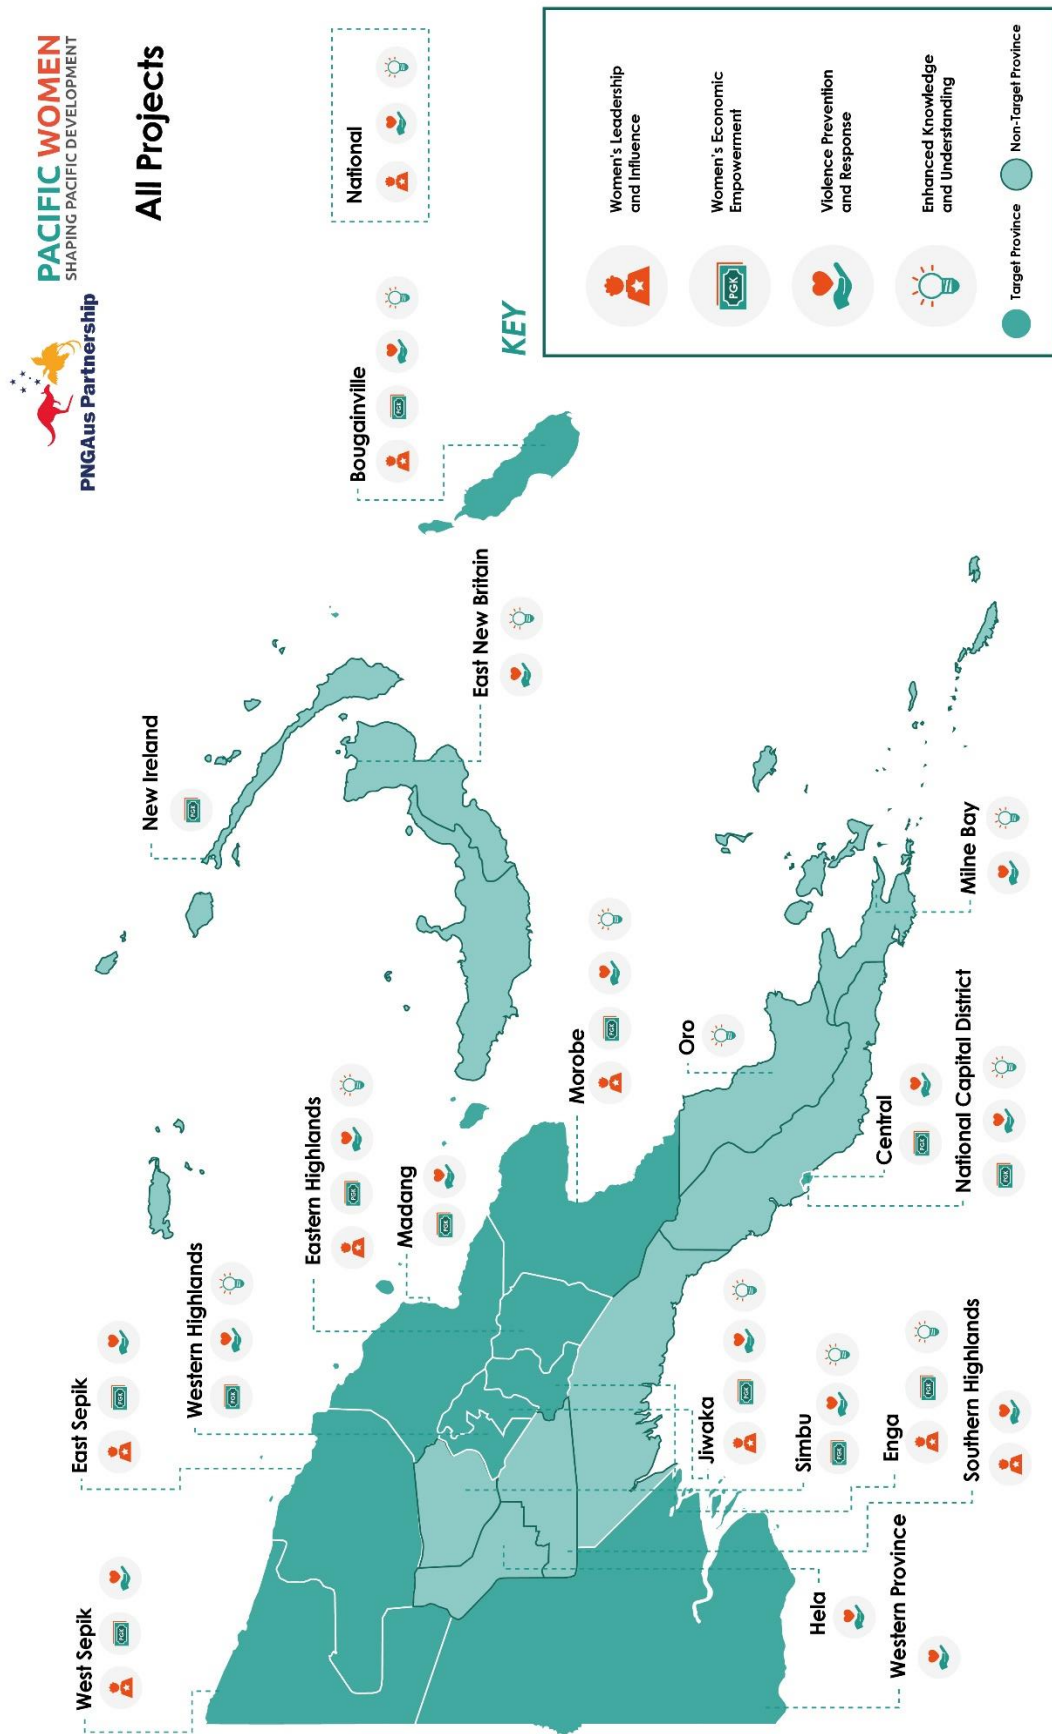 PNGAus Partnership
PACIFIC WOMEN
SHAPING PACIFIC DEVELOPMENT
All Projects
National
Bougainville
New Ireland
East New Britain
West Sepik
East Sepik
Western Highlands
Eastern Highlands
Madang
Morobe
Oro
Milne Bay
Central
National Capital District
Jiwaka
Simbu
Enga
Southern Highlands
Hela
Western Province
KEY
Women's Leadership
and Influence
PGK
Women's Economic
Empowerment
Violence Prevention
and Response
Enhanced Knowledge
and Understanding
Target Province
Non-Target Province